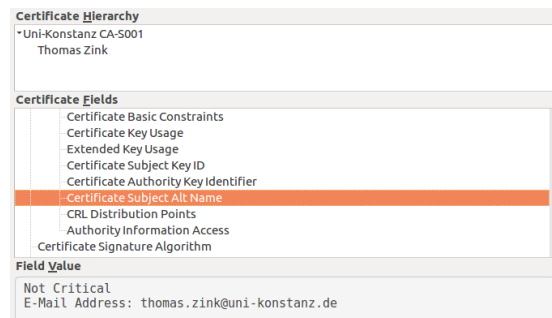 Certificate Hierarchy
Uni-Konstanz CA-S001
Thomas Zink
Certificate Fields
Certificate Basic Constraints
Certificate Key Usage
Extended Key Usage
Certificate Subject Key ID
Certificate Authority Key Identifier
Certificate Subject Alt Name
CRL Distribution Points
Authority Information Access
Certificate Signature Algorithm
Field Value
Not Critical
E-Mail Address: thomas.zink@uni-konstanz.de